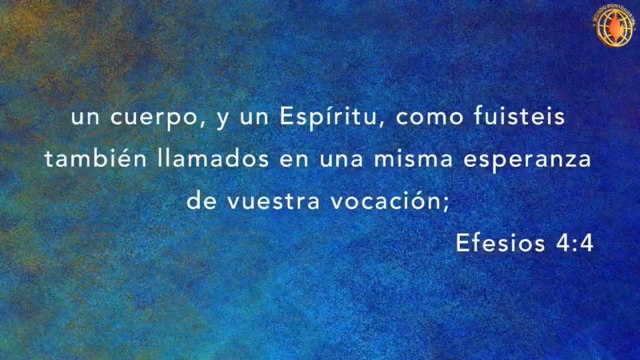 un cuerpo, y un Espíritu, como fuisteis
también llamados en una misma esperanza
de vuestra vocación;
Efesios 4:4